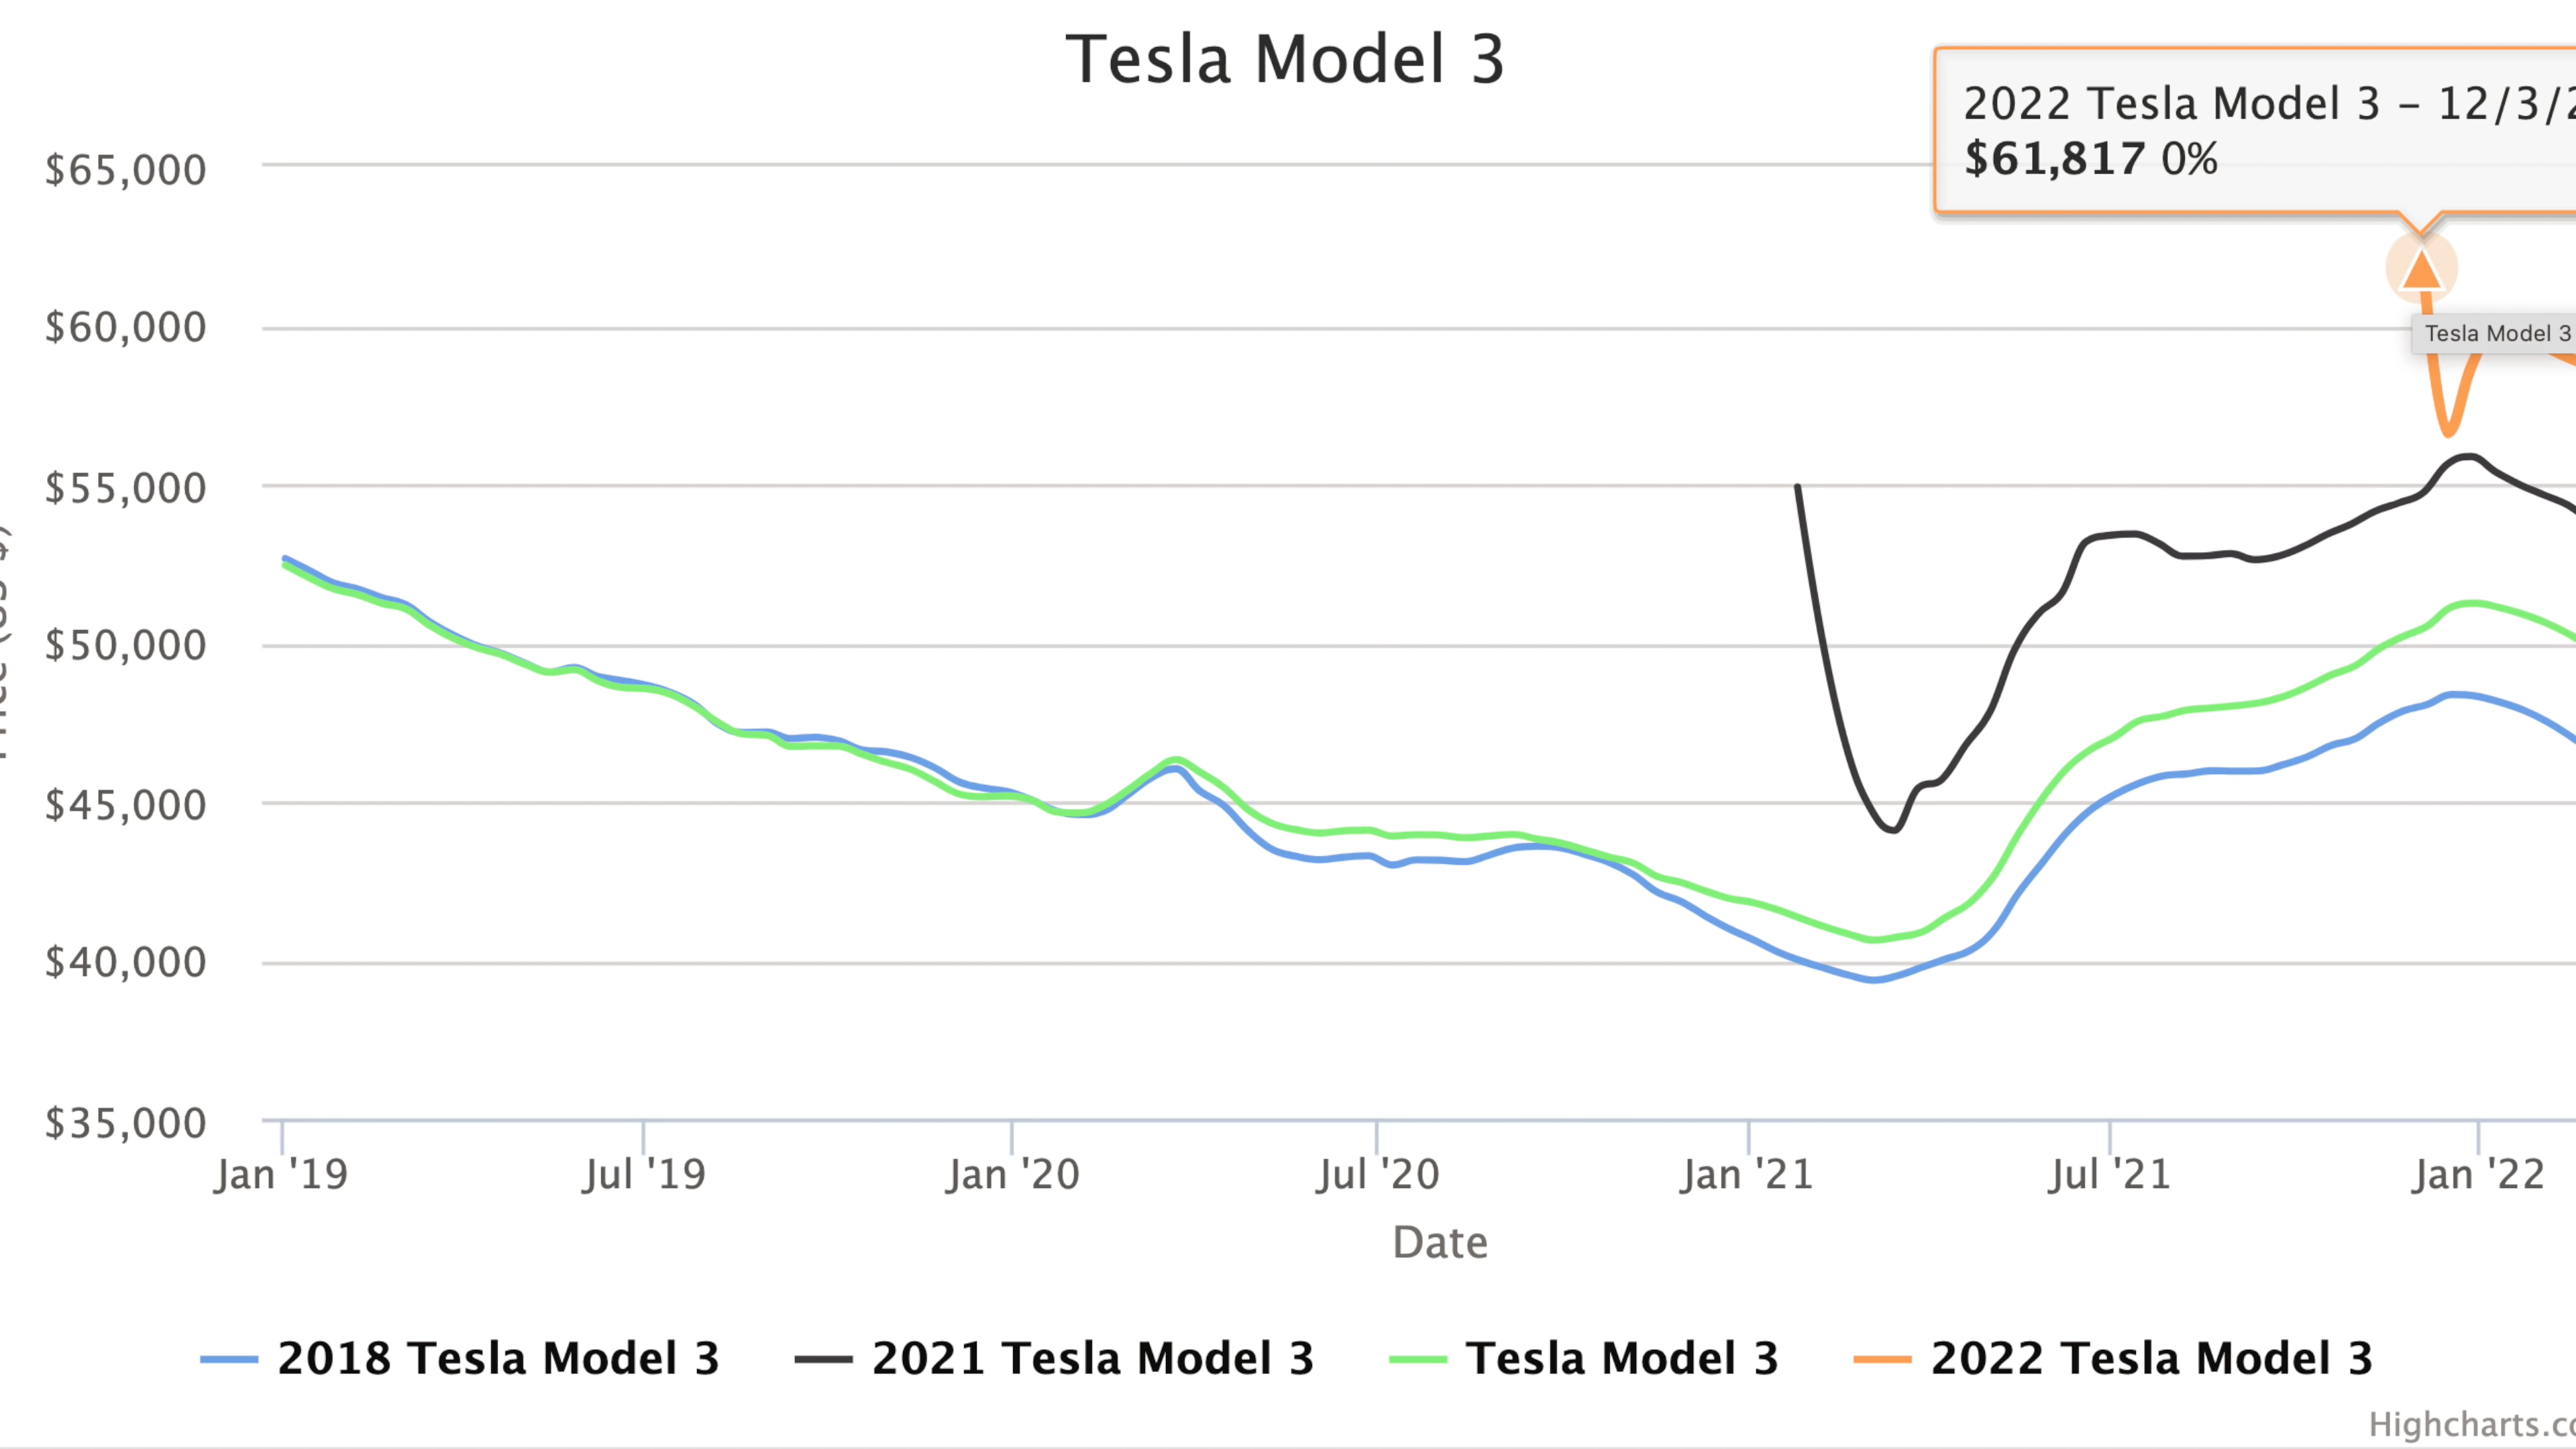 Tesla Model 3
2022 Tesla Model 3 – 12/3/2
$61,817 0%
$65,000
$60,000
Tesla Model 3
$55,000
$50,000
$45,000
$40,000
$35,000
Jan '19
Jul '19
Jan '20
Jul '20
Jan '21
Jul '21
Jan '22
Date
2018 Tesla Model 3
2021 Tesla Model 3
Tesla Model 3
2022 Tesla Model 3
Highcharts.co